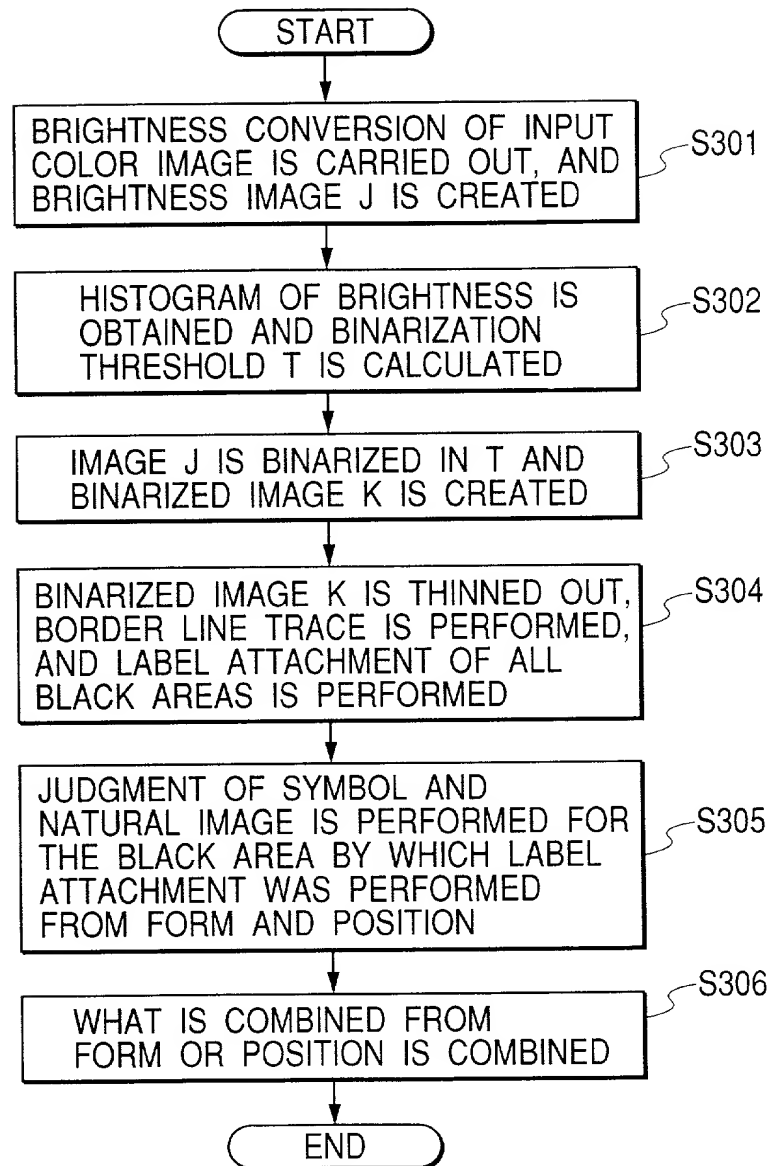 START
BRIGHTNESS CONVERSION OF INPUT
COLOR IMAGE IS CARRIED OUT, AND
BRIGHTNESS IMAGE J IS CREATED
S301
HISTOGRAM OF BRIGHTNESS IS
OBTAINED AND BINARIZATION
THRESHOLD T IS CALCULATED
S302
IMAGE J IS BINARIZED IN T AND
BINARIZED IMAGE K IS CREATED
S303
BINARIZED IMAGE K IS THINNED OUT,
BORDER LINE TRACE IS PERFORMED,
AND LABEL ATTACHMENT OF ALL
BLACK AREAS IS PERFORMED
S304
JUDGMENT OF SYMBOL AND
NATURAL IMAGE IS PERFORMED FOR
THE BLACK AREA BY WHICH LABEL
ATTACHMENT WAS PERFORMED
FROM FORM AND POSITION
S305
WHAT IS COMBINED FROM
FORM OR POSITION IS COMBINED
S306
END